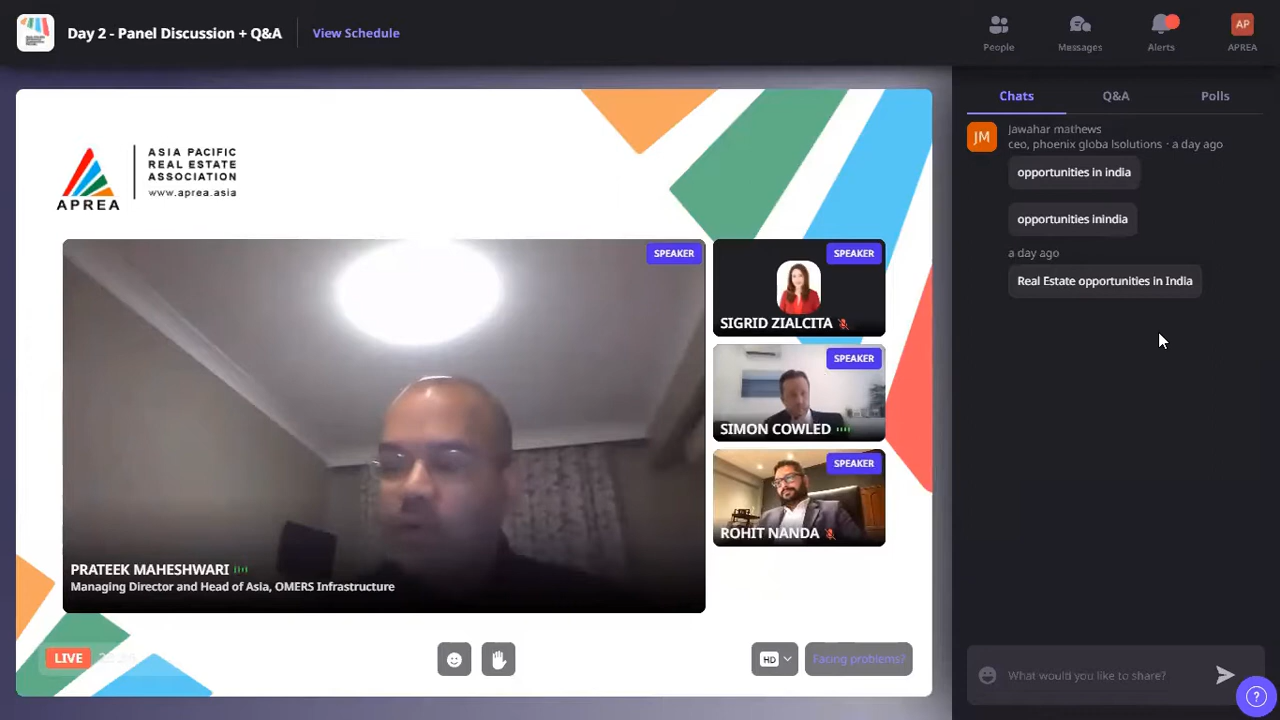 Day 2 - Panel Discussion + Q&A
View Schedule
People
Messages
Alerts
AP
APREA
APREA
ASIA PACIFIC
REAL ESTATE
ASSOCIATION
www.aprea.asia
SPEAKER
PRATEEK MAHESHWARI
Managing Director and Head of Asia, OMERS Infrastructure
SPEAKER
SIGRID ZIALCITA
SPEAKER
SIMON COWLED
SPEAKER
ROHIT NANDA
LIVE
HD
Facing problems?
Chats
Q&A
Polls
JM
Jawahar mathews
ceo, phoenix globa lsolutions · a day ago
opportunities in india
opportunities inindia
a day ago
Real Estate opportunities in India
What would you like to share?
?